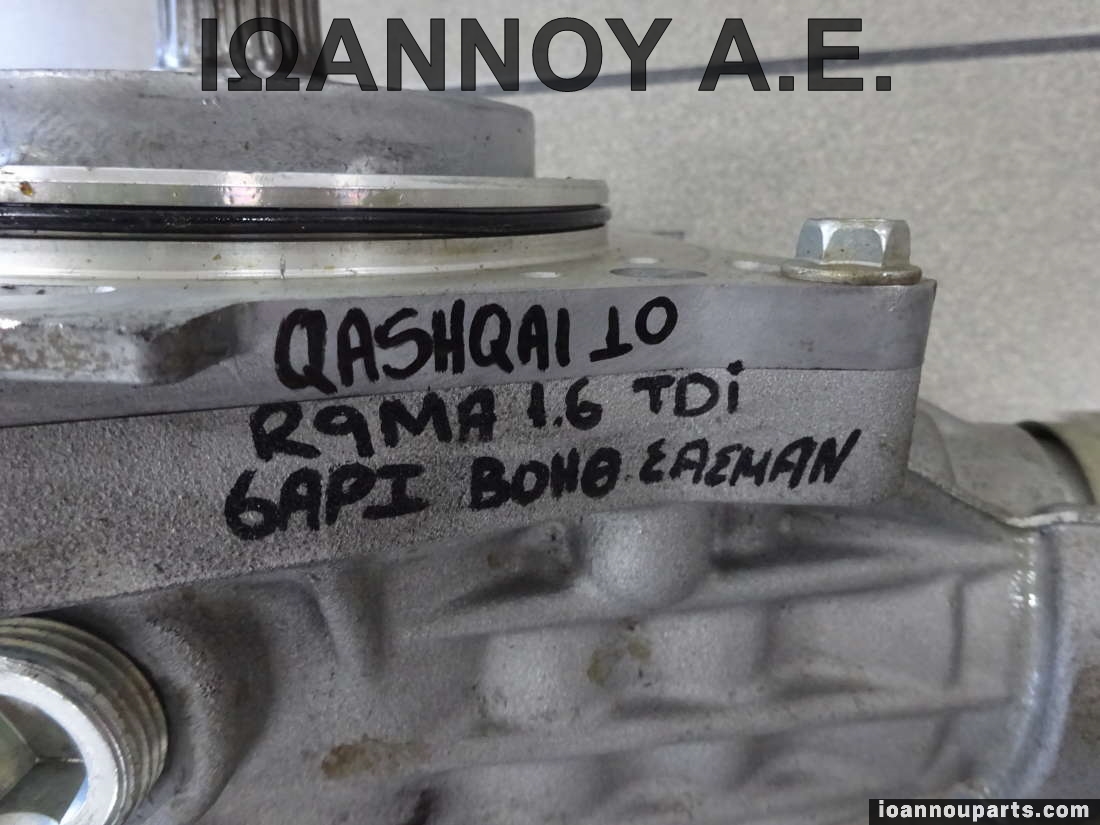 ΙΩΑΝΝΟΥ Α.Ε.
QASHQAI 10
R9MA 1.6 TDi
6ΑΡΙ ΒΟΗΘ. ΣΑΣΜΑΝ
ioannouparts.com